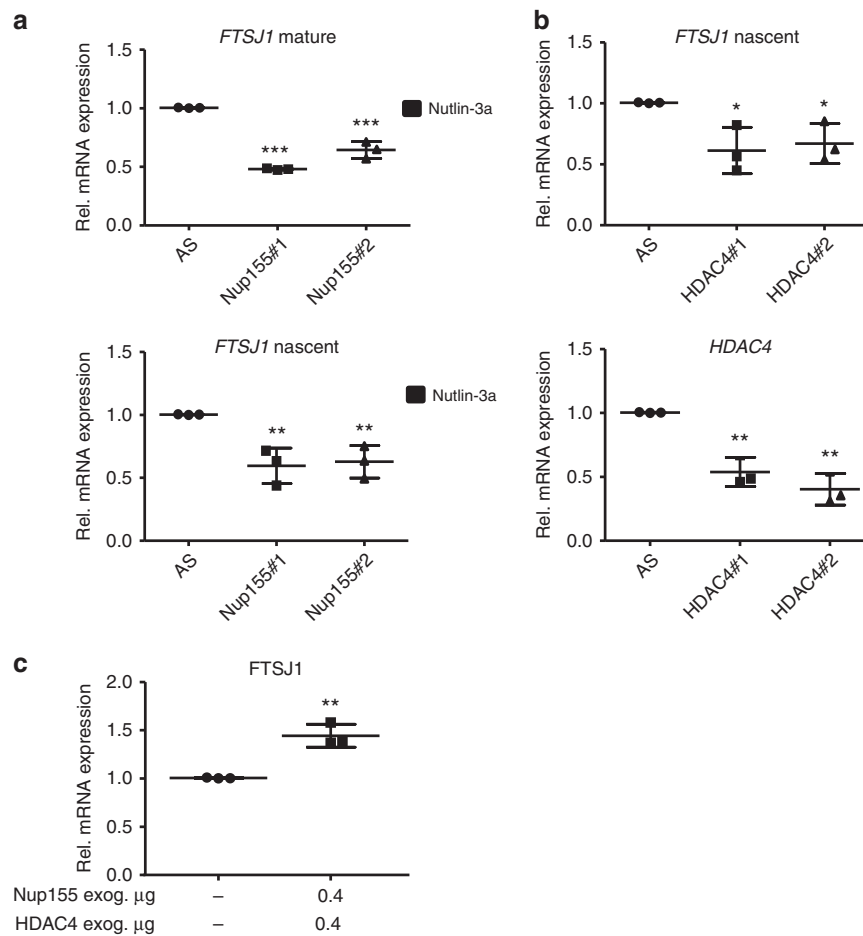 a
FTSJ1 mature
Rel. mRNA expression
1.5
1.0
0.5
0.0
***
***
AS
Nup155#1
Nup155#2
Nutlin-3a
FTSJ1 nascent
Rel. mRNA expression
1.5
1.0
0.5
0.0
**
**
AS
Nup155#1
Nup155#2
Nutlin-3a
b
FTSJ1 nascent
Rel. mRNA expression
1.5
1.0
0.5
0.0
*
*
AS
HDAC4#1
HDAC4#2
HDAC4
Rel. mRNA expression
1.5
1.0
0.5
0.0
**
**
AS
HDAC4#1
HDAC4#2
c
FTSJ1
Rel. mRNA expression
2.0
1.5
1.0
0.5
0.0
**
Nup155 exog. μg – 0.4
HDAC4 exog. μg – 0.4